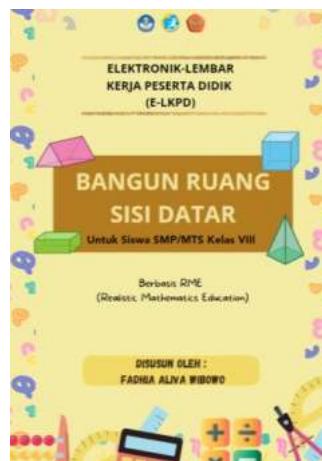 ELEKTRONIK-LEMBAR
KERJA PESERTA DIDIK
(E-LKPD)
BANGUN RUANG
SISI DATAR
Untuk Siswa SMP/MTS Kelas VIII
Berbasis RME
(Realistic Mathematics Education)
DISUSUN OLEH :
FADHIA ALIVA WIBOWO